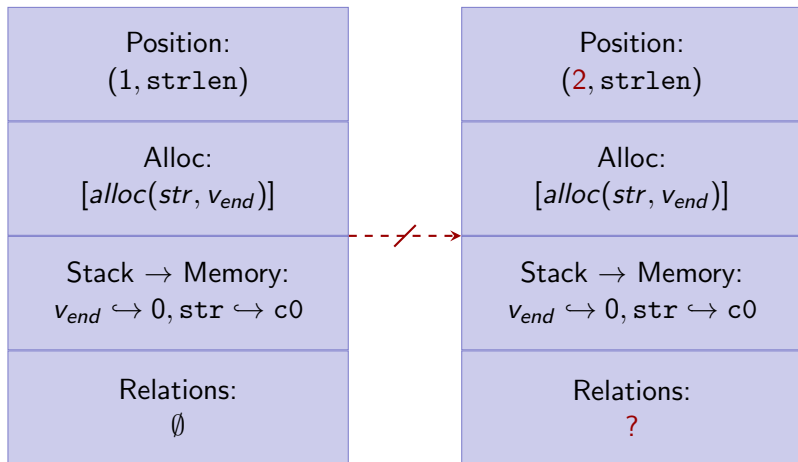 Position:
(1, strlen)
Alloc:
[alloc(str, v_end)]
Stack → Memory:
v_end ↪ 0, str ↪ c0
Relations:
∅
Position:
(2, strlen)
Alloc:
[alloc(str, v_end)]
Stack → Memory:
v_end ↪ 0, str ↪ c0
Relations:
?